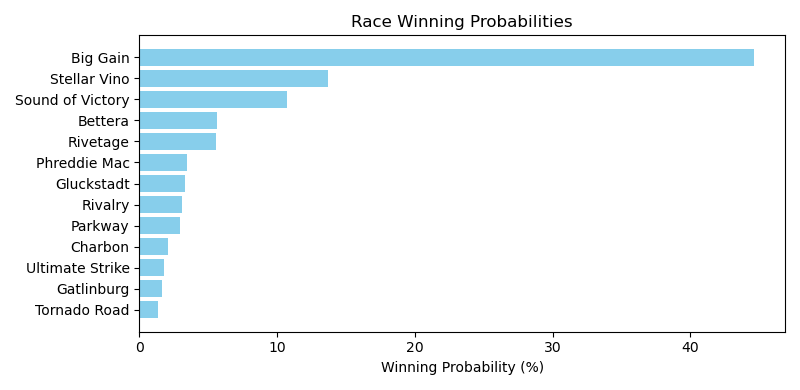 Race Winning Probabilities
Big Gain
Stellar Vino
Sound of Victory
Bettera
Rivetage
Phreddie Mac
Gluckstadt
Rivalry
Parkway
Charbon
Ultimate Strike
Gatlinburg
Tornado Road
0 10 20 30 40
Winning Probability (%)